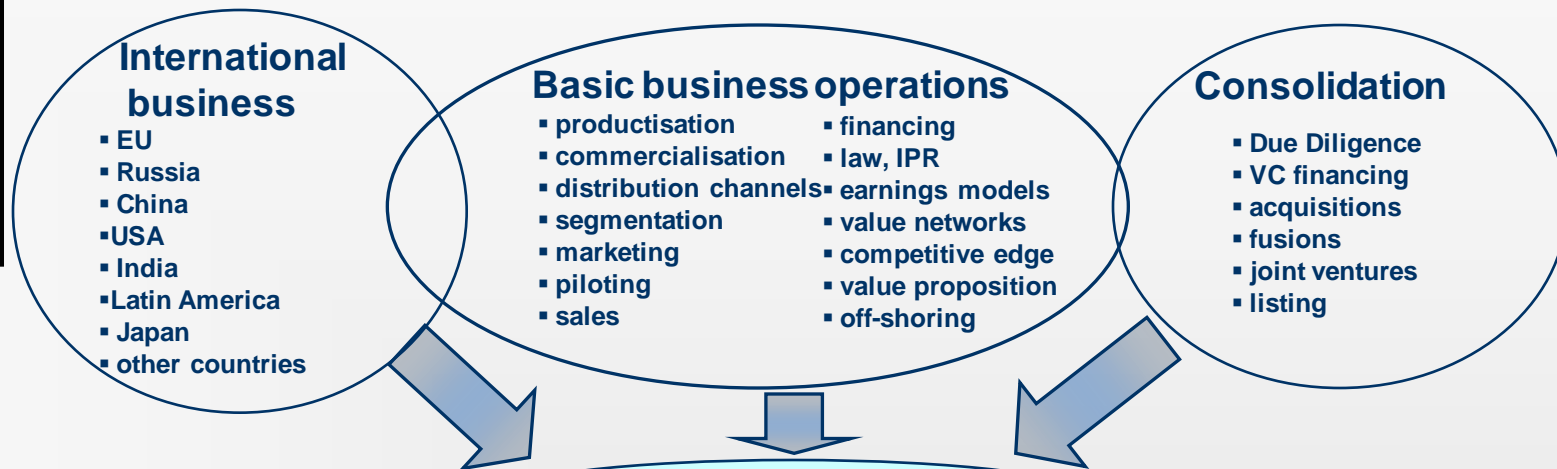 International
business
▪ EU
▪ Russia
▪ China
▪USA
▪ India
▪Latin America
▪ Japan
▪ other countries
Basic business operations
▪ productisation
▪ commercialisation
▪ distribution channels
▪ segmentation
▪ marketing
▪ piloting
▪ sales
▪ financing
▪ law, IPR
▪ earnings models
▪ value networks
▪ competitive edge
▪ value proposition
▪ off-shoring
Consolidation
▪ Due Diligence
▪ VC financing
▪ acquisitions
▪ fusions
▪ joint ventures
▪ listing